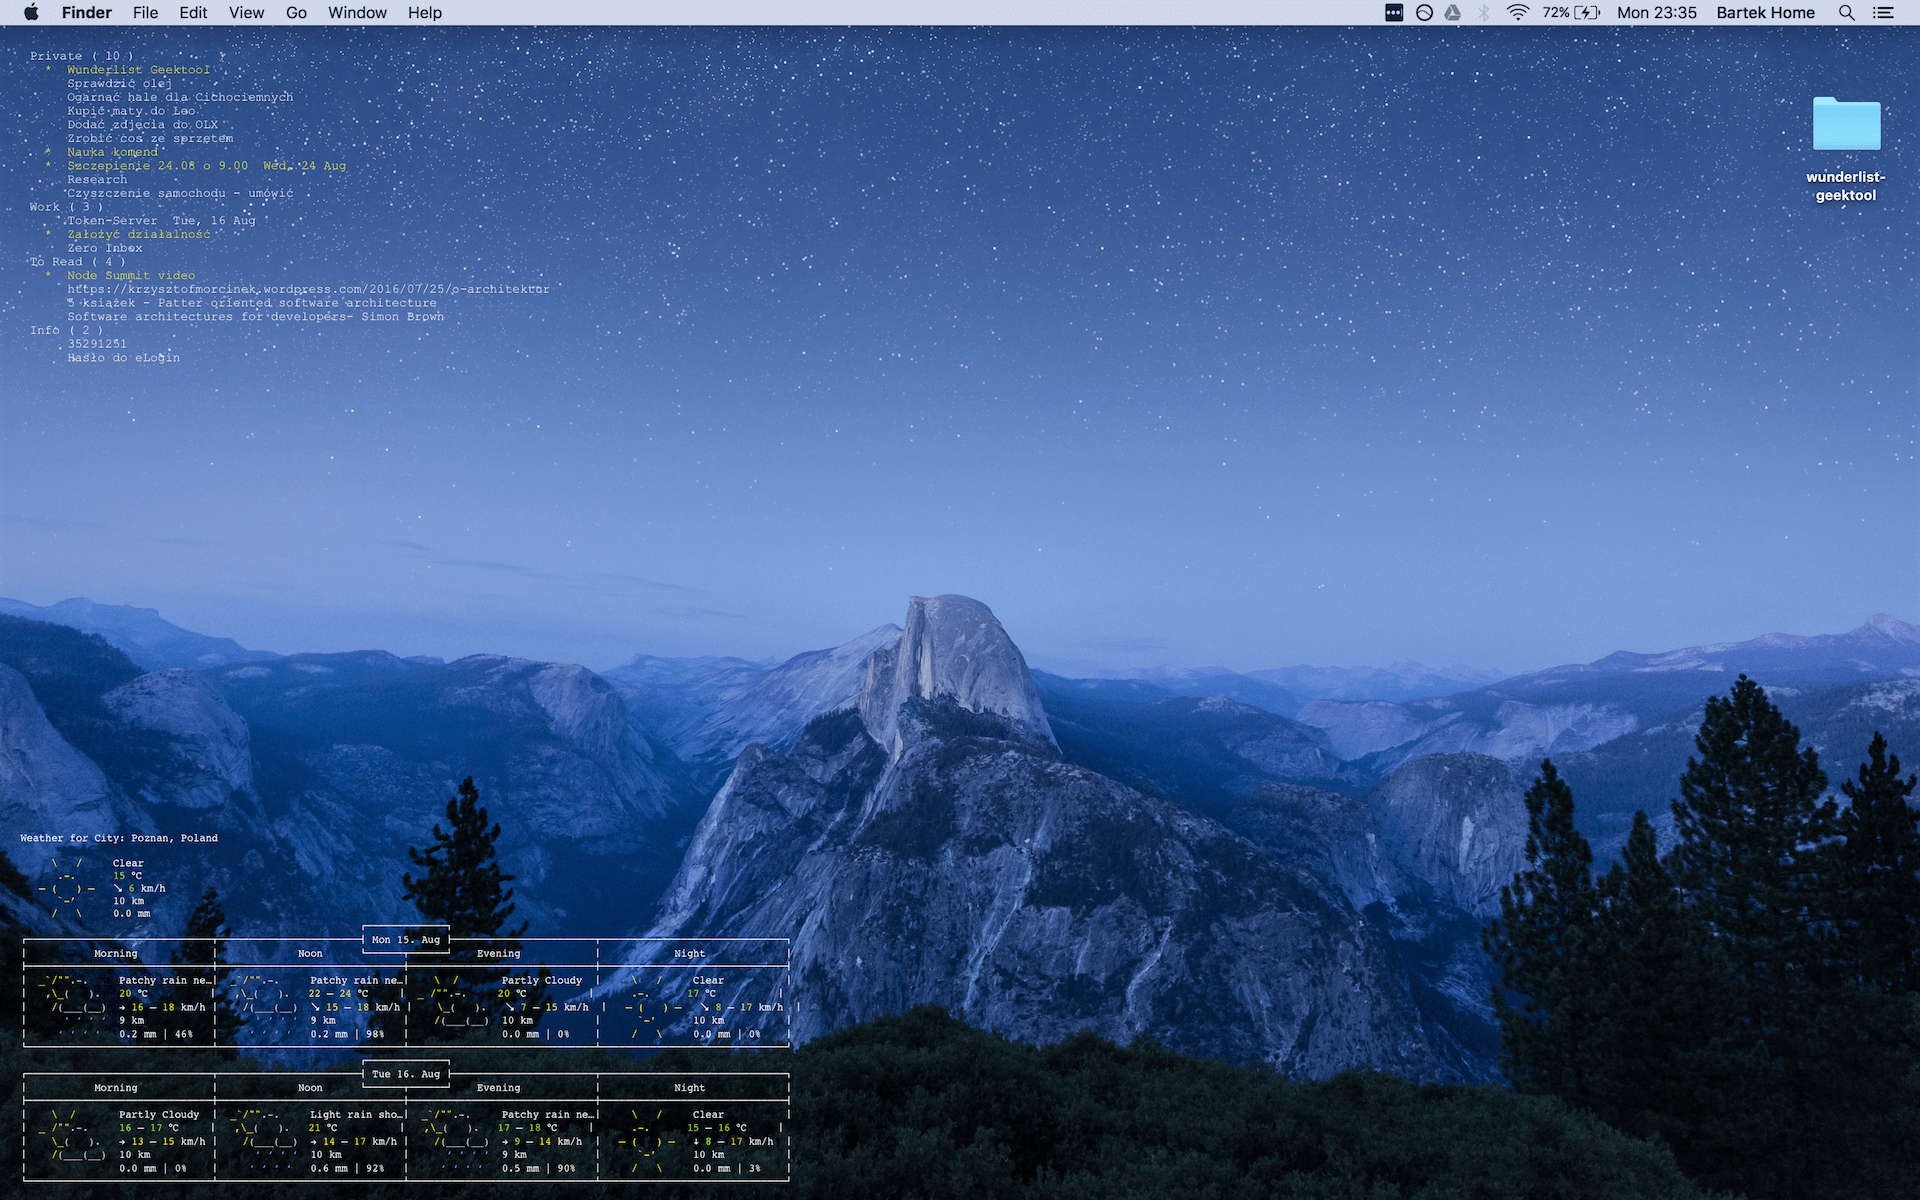 Finder File Edit View Go Window Help 72% Mon 23:35 Bartek Home
Private ( 10 )
* Wunderlist Geektool
Sprawdzić olej
Ogarnąć hale dla Cichociemnych
Kupić maty do Leo
Dodać zdjęcia do OLX
Zrobić cos ze sprzętem
* Nauka komend
* Szczepienie 24.08 o 9.00 Wed, 24 Aug
Research
Czyszczenie samochodu - umówić
Work ( 3 )
Token-Server Tue, 16 Aug
* Założyć działalność
Zero Inbox
To Read ( 4 )
* Node Summit video
https://krzysztofmorcinek.wordpress.com/2016/07/25/o-architektur
5 książek - Patter oriented software architecture
Software architectures for developers- Simon Brown
Info ( 2 )
35291251
Hasło do eLogin
wunderlist-
geektool
Weather for City: Poznan, Poland
Clear
15 °C
↘ 6 km/h
10 km
0.0 mm
Mon 15. Aug
Morning Noon Evening Night
Patchy rain ne… Patchy rain ne… Partly Cloudy Clear
20 °C 22 – 24 °C 20 °C 17 °C
→ 16 – 18 km/h ↘ 15 – 18 km/h ↘ 7 – 15 km/h ↘ 8 – 17 km/h
9 km 9 km 10 km 10 km
0.2 mm | 46% 0.2 mm | 98% 0.0 mm | 0% 0.0 mm | 0%
Tue 16. Aug
Morning Noon Evening Night
Partly Cloudy Light rain sho… Patchy rain ne… Clear
16 – 17 °C 21 °C 17 – 18 °C 15 – 16 °C
→ 13 – 15 km/h → 14 – 17 km/h → 9 – 14 km/h ↓ 8 – 17 km/h
10 km 10 km 9 km 10 km
0.0 mm | 0% 0.6 mm | 92% 0.5 mm | 90% 0.0 mm | 3%